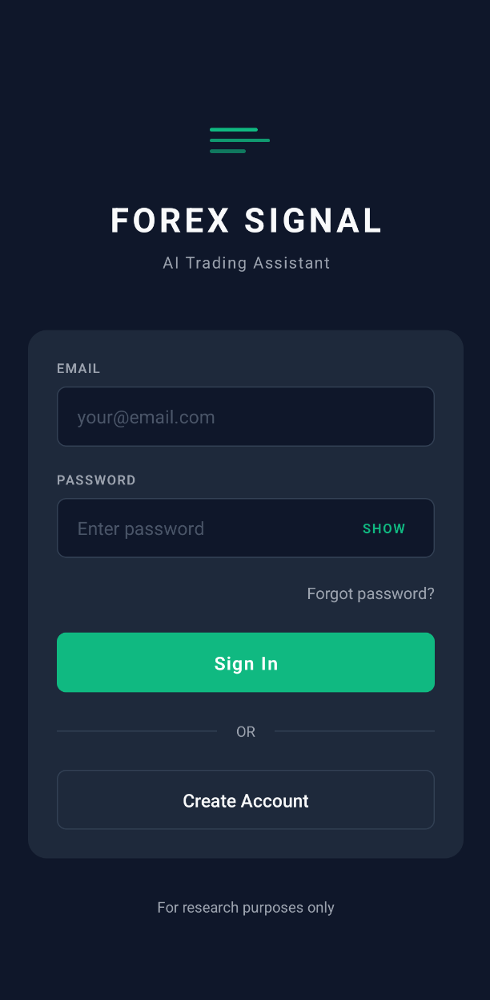 FOREX SIGNAL
AI Trading Assistant
EMAIL
your@email.com
PASSWORD
Enter password SHOW
Forgot password?
Sign In
OR
Create Account
For research purposes only